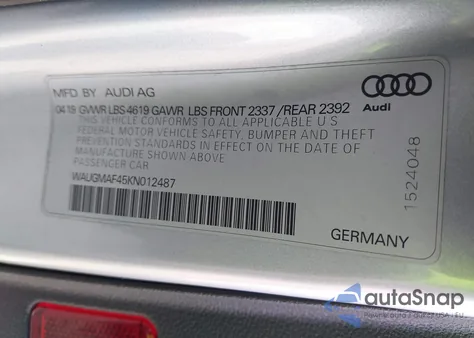 MFD BY AUDI AG
04 19 GVWR LBS 4619 GAWR LBS FRONT 2337 /REAR 2392
THIS VEHICLE CONFORMS TO ALL APPLICABLE U S
FEDERAL MOTOR VEHICLE SAFETY, BUMPER AND THEFT
PREVENTION STANDARDS IN EFFECT ON THE DATE OF
MANUFACTURE SHOWN ABOVE
PASSENGER CAR
WAUGMAF45KN012487
Audi
1524048
GERMANY
autoSnap